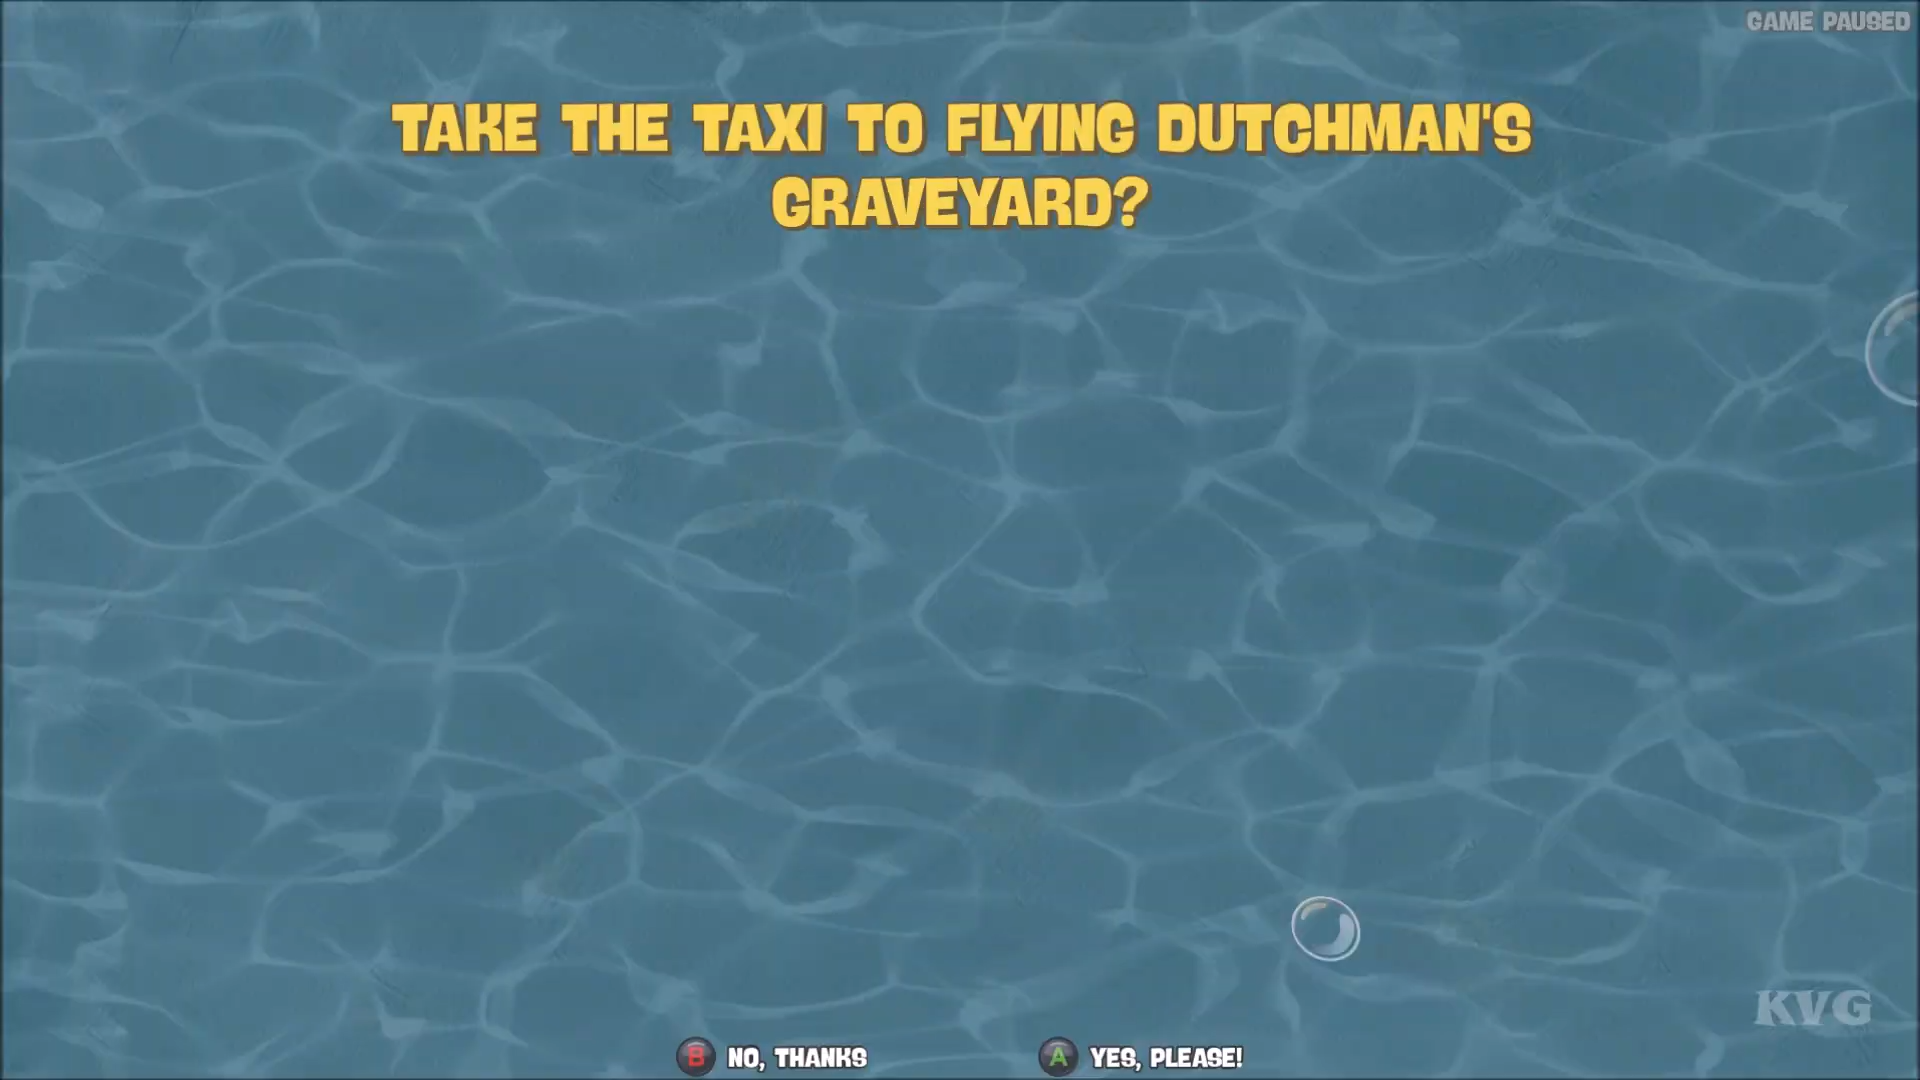 GAME PAUSED
TAKE THE TAXI TO FLYING DUTCHMAN'S
GRAVEYARD?
KVG
B NO, THANKS A YES, PLEASE!